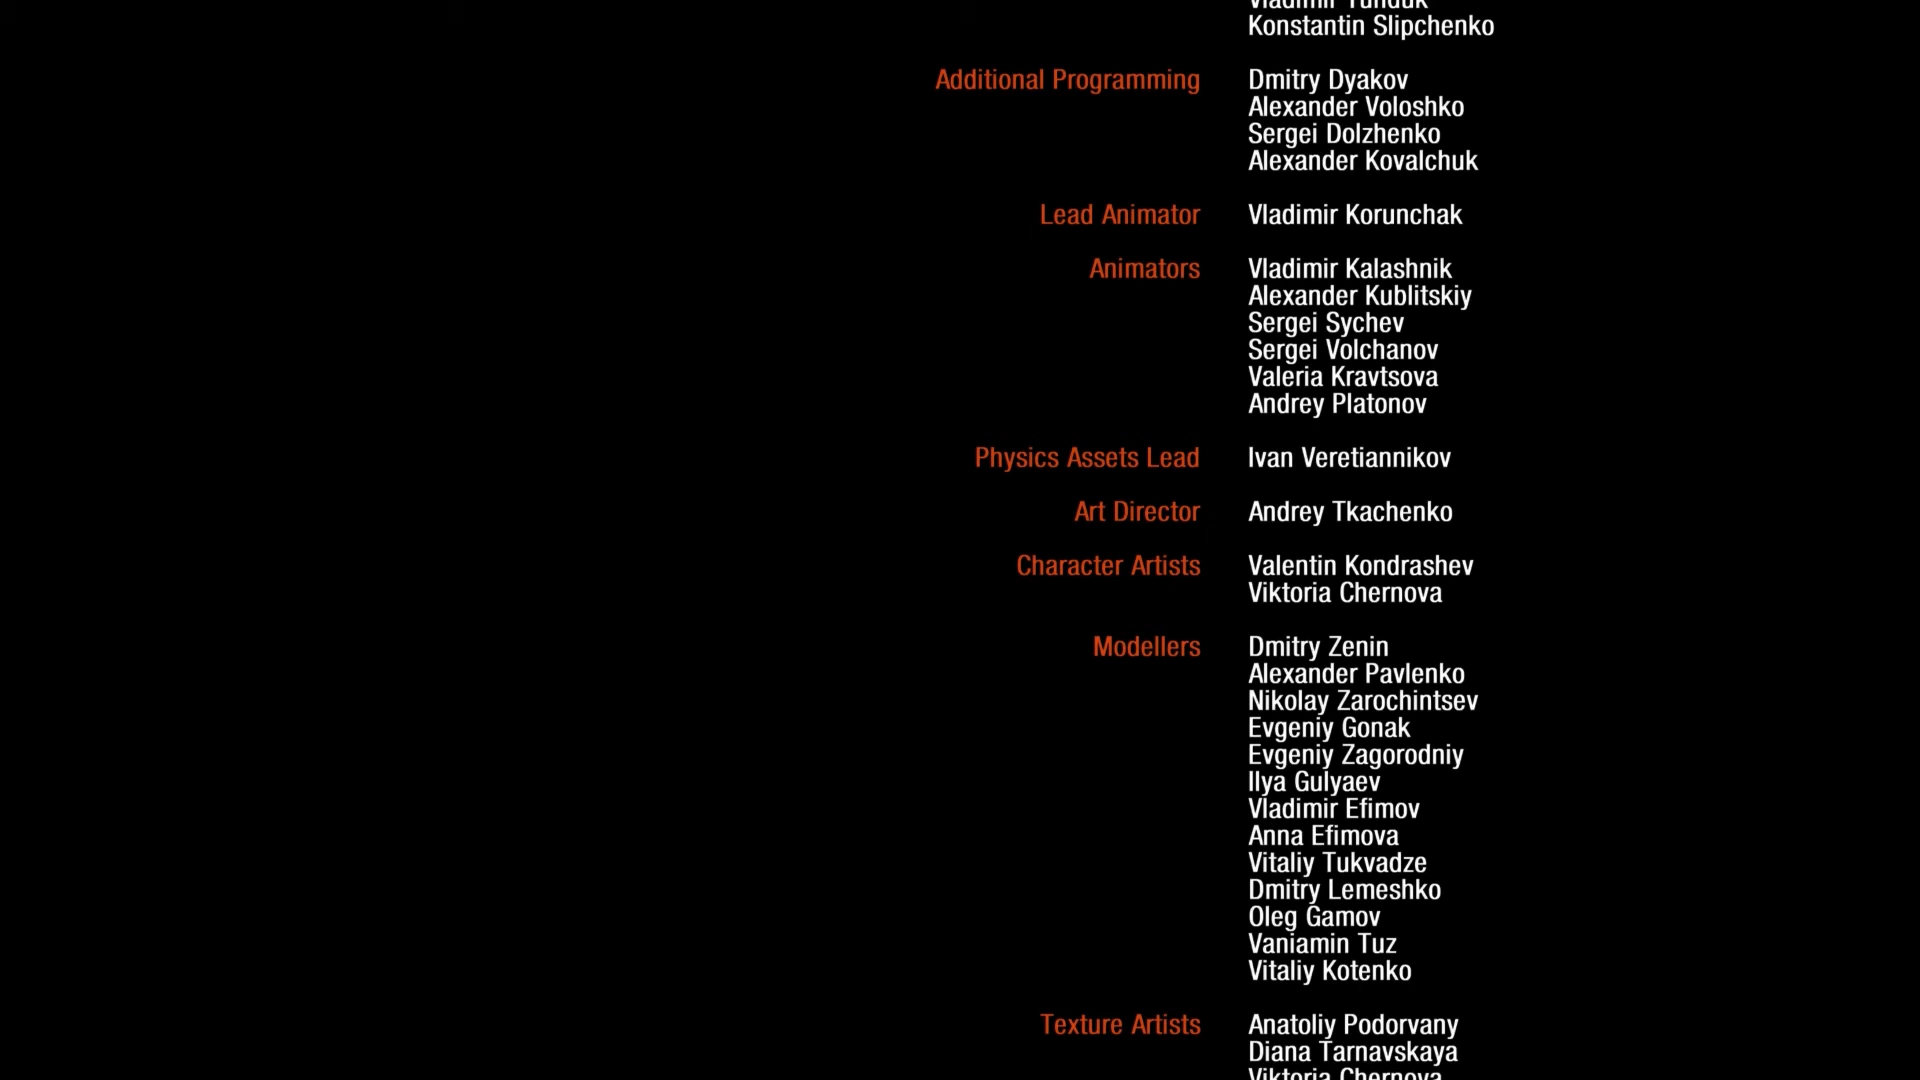 Vladimir Tunduk
Konstantin Slipchenko
Additional Programming Dmitry Dyakov
Alexander Voloshko
Sergei Dolzhenko
Alexander Kovalchuk
Lead Animator Vladimir Korunchak
Animators Vladimir Kalashnik
Alexander Kublitskiy
Sergei Sychev
Sergei Volchanov
Valeria Kravtsova
Andrey Platonov
Physics Assets Lead Ivan Veretiannikov
Art Director Andrey Tkachenko
Character Artists Valentin Kondrashev
Viktoria Chernova
Modellers Dmitry Zenin
Alexander Pavlenko
Nikolay Zarochintsev
Evgeniy Gonak
Evgeniy Zagorodniy
Ilya Gulyaev
Vladimir Efimov
Anna Efimova
Vitaliy Tukvadze
Dmitry Lemeshko
Oleg Gamov
Vaniamin Tuz
Vitaliy Kotenko
Texture Artists Anatoliy Podorvany
Diana Tarnavskaya
Viktoria Chernova